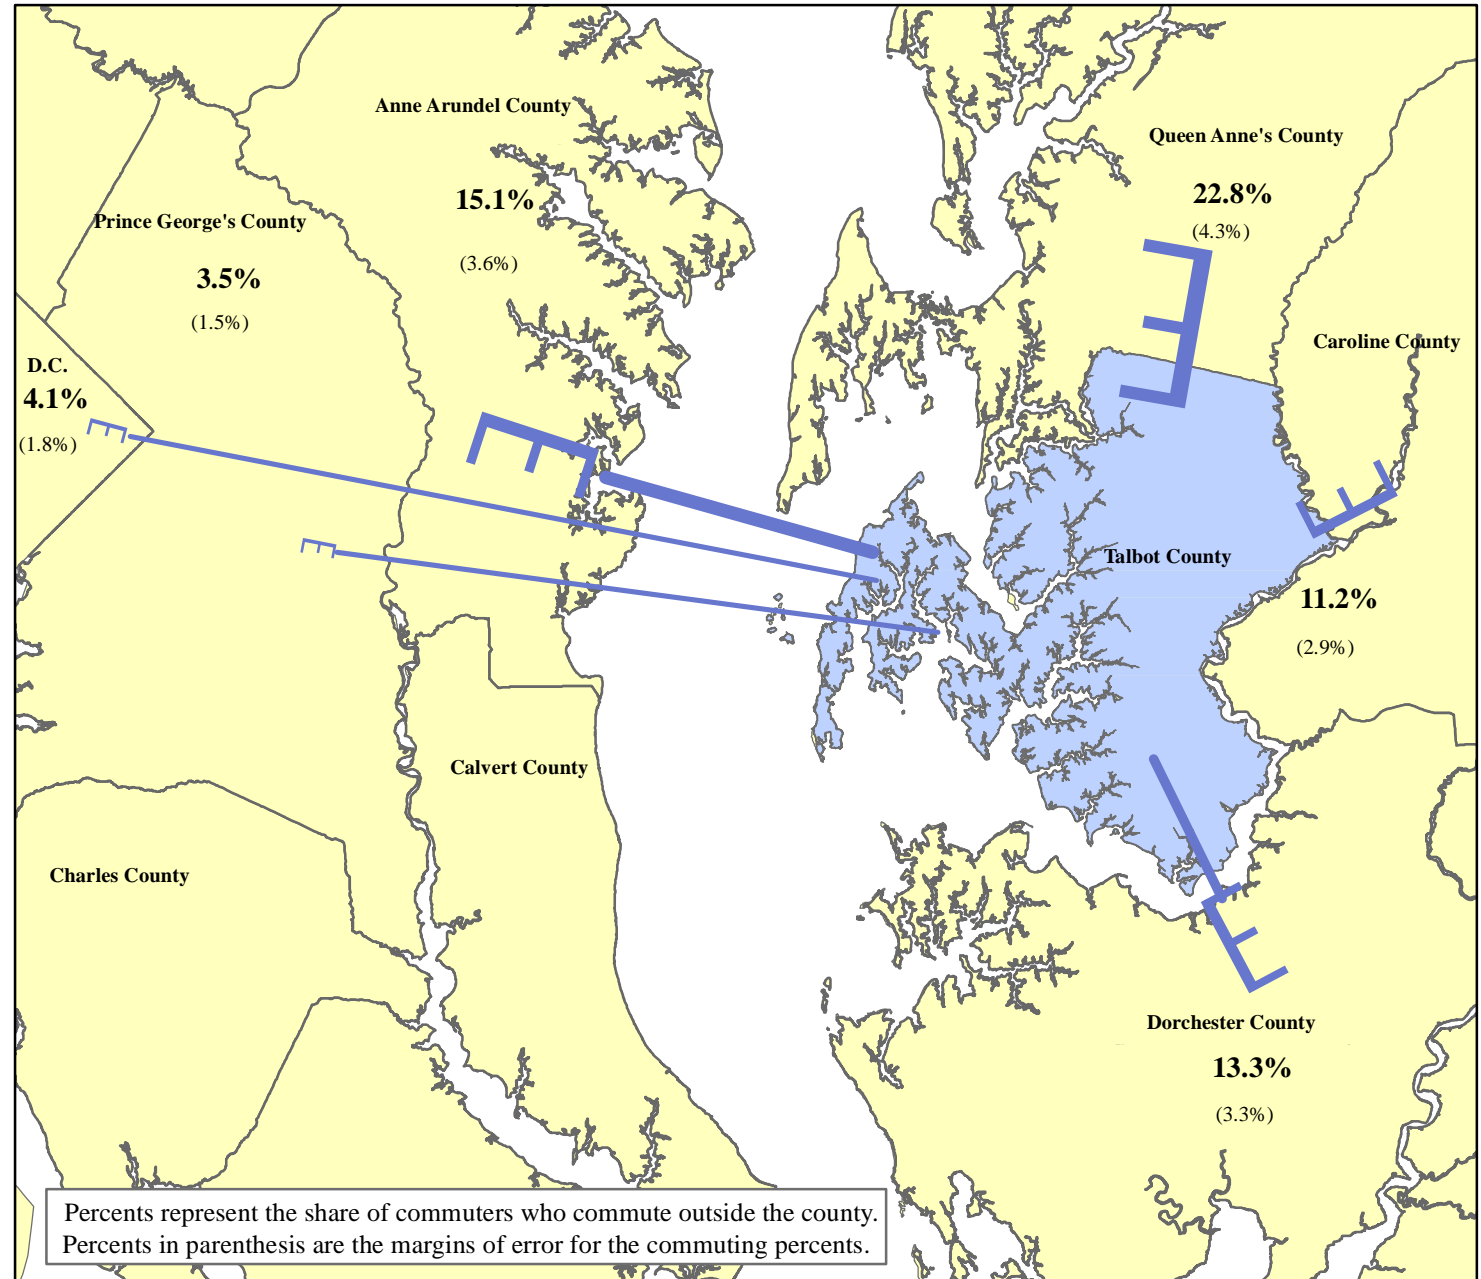 Anne Arundel County
15.1%
(3.6%)
Queen Anne's County
22.8%
(4.3%)
Prince George's County
3.5%
(1.5%)
D.C.
4.1%
(1.8%)
Caroline County
11.2%
(2.9%)
Talbot County
Calvert County
Charles County
Dorchester County
13.3%
(3.3%)
Percents represent the share of commuters who commute outside the county.
Percents in parenthesis are the margins of error for the commuting percents.